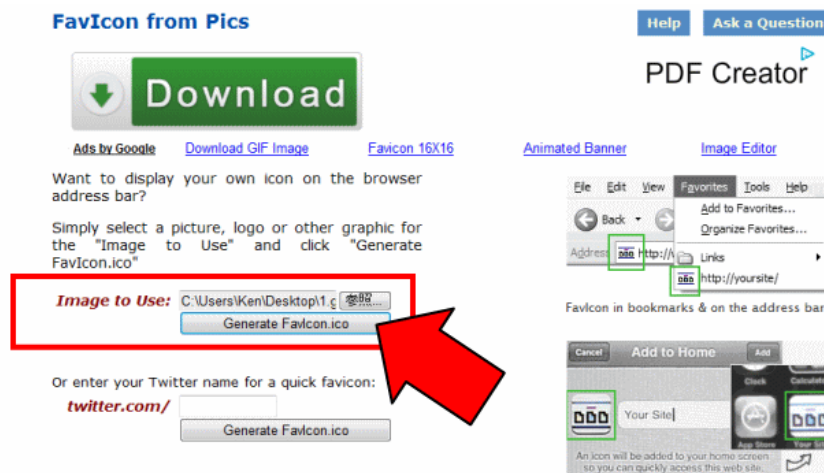 FavIcon from Pics
Help
Ask a Question
Download
PDF Creator
Ads by Google
Download GIF Image
Favicon 16X16
Animated Banner
Image Editor
Want to display your own icon on the browser
address bar?
Simply select a picture, logo or other graphic for
the "Image to Use" and click "Generate
FavIcon.ico"
Image to Use: C:\Users\Ken\Desktop\1.g 参照...
Generate FavIcon.ico
Or enter your Twitter name for a quick favicon:
twitter.com/
Generate FavIcon.ico
File Edit View Favorites Tools Help
Back
Add to Favorites...
Organize Favorites...
Address http://
Links
http://yoursite/
FavIcon in bookmarks & on the address bar
Cancel Add to Home Add
Your Site
Clock
App Store
Your
An icon will be added to your home screen
so you can quickly access this web site.